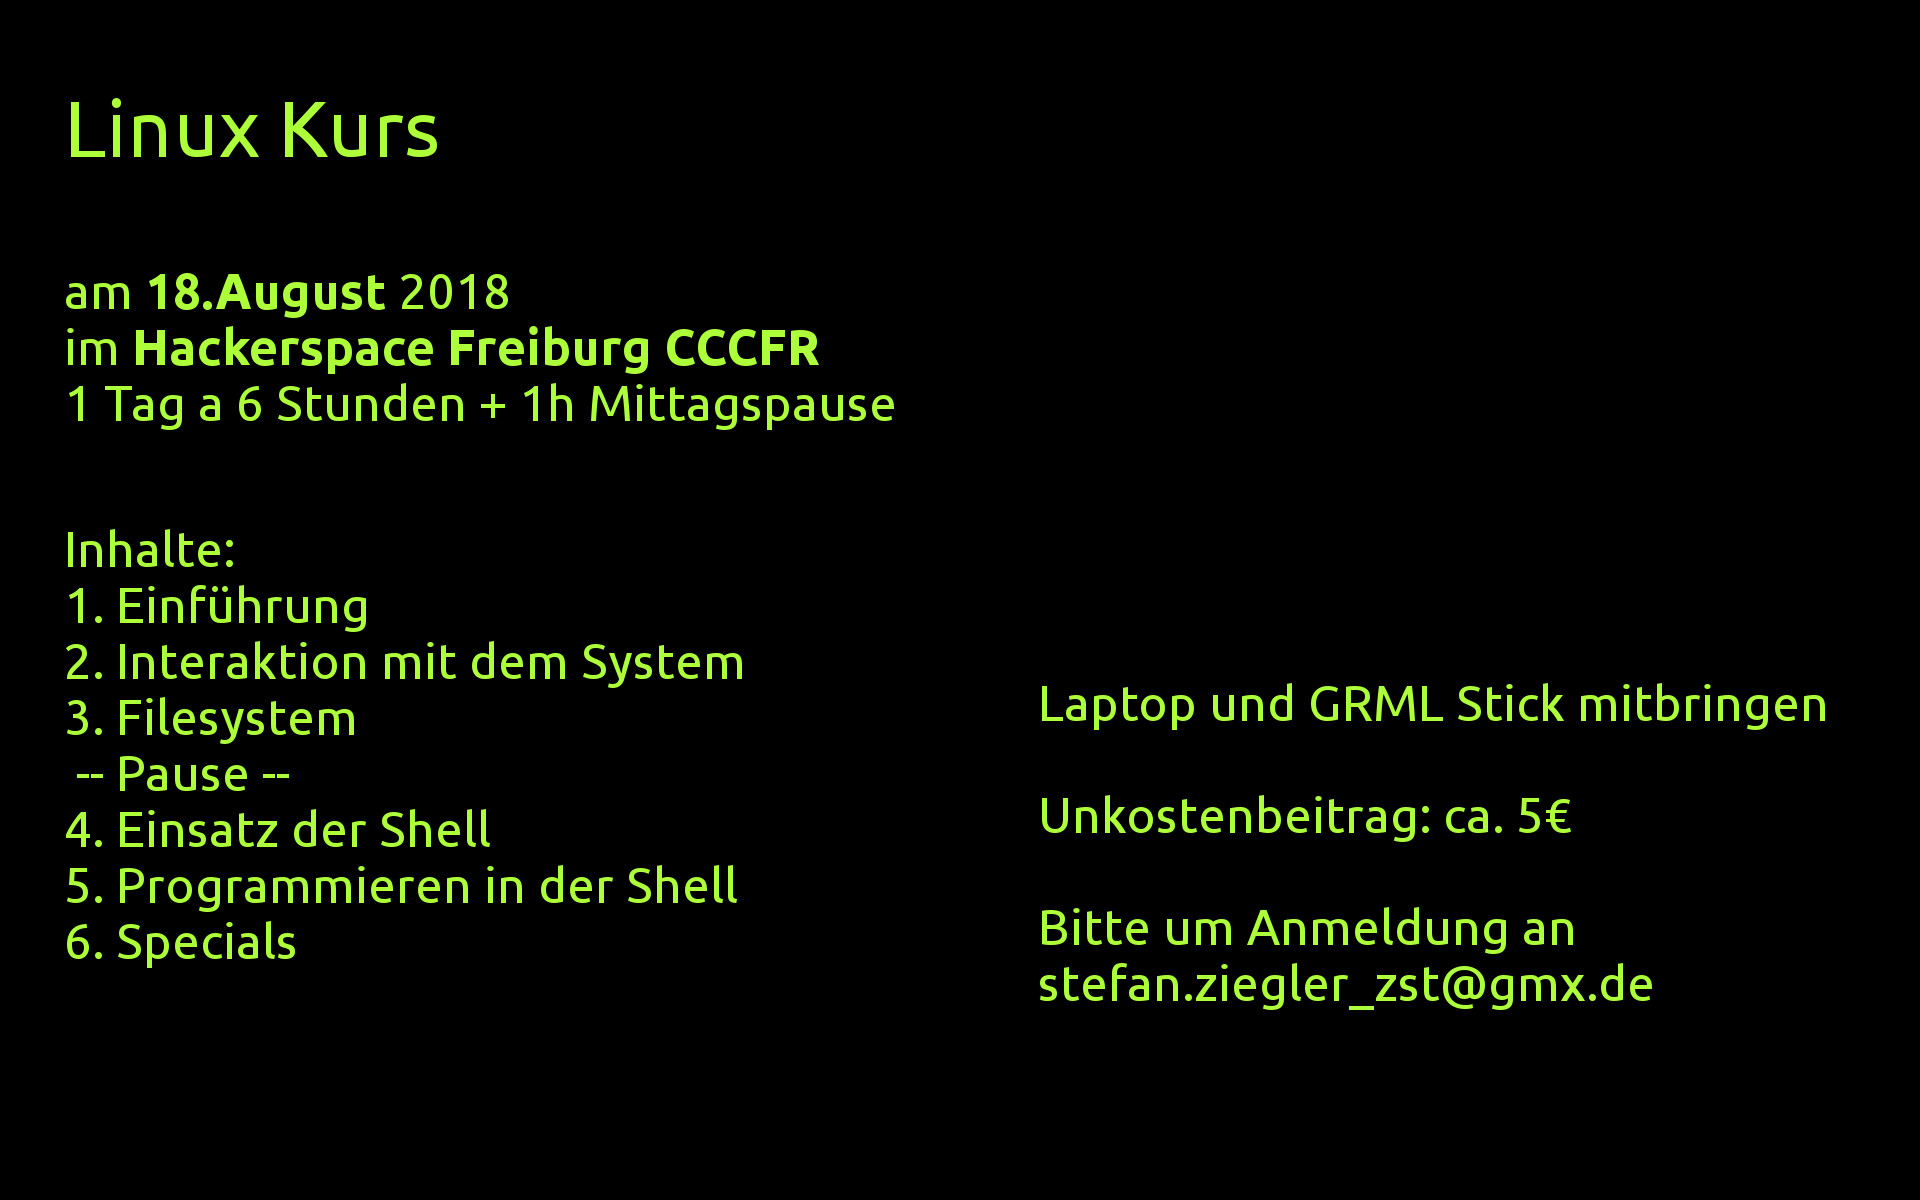 Linux Kurs
am 18.August 2018
im Hackerspace Freiburg CCCFR
1 Tag a 6 Stunden + 1h Mittagspause
Inhalte:
1. Einführung
2. Interaktion mit dem System
3. Filesystem
-- Pause --
4. Einsatz der Shell
5. Programmieren in der Shell
6. Specials
Laptop und GRML Stick mitbringen
Unkostenbeitrag: ca. 5€
Bitte um Anmeldung an
stefan.ziegler_zst@gmx.de